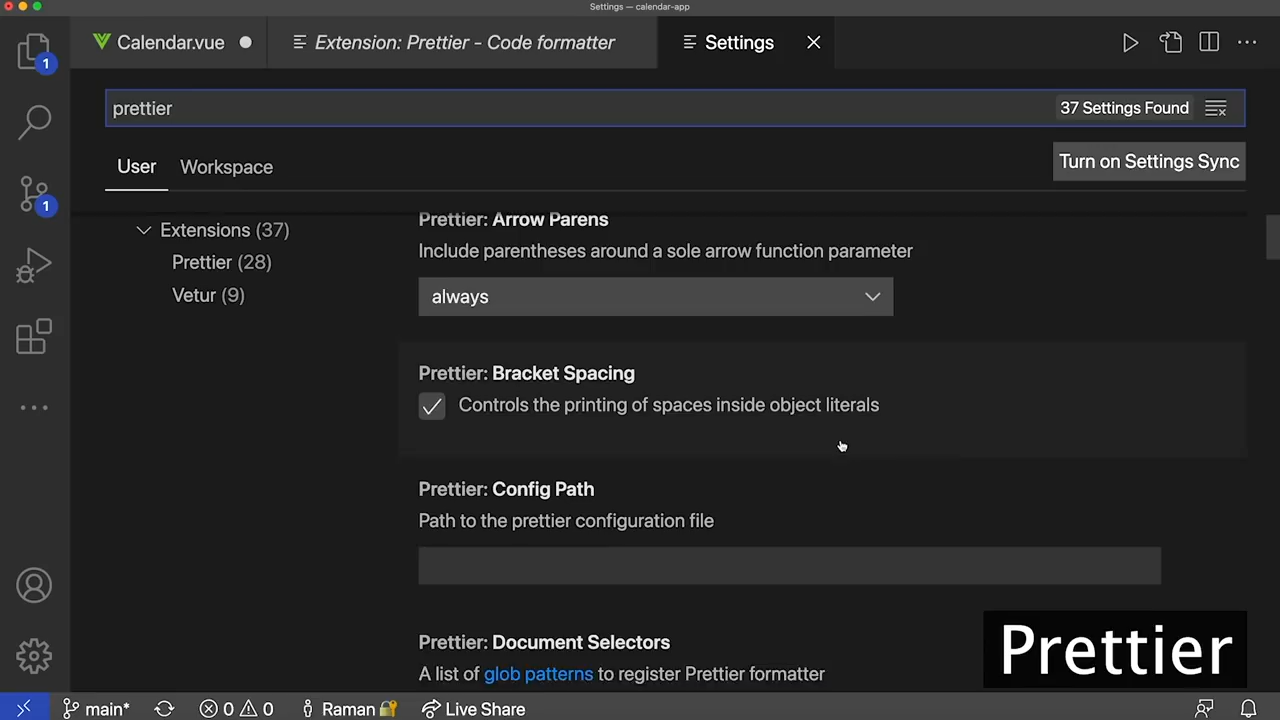 Settings — calendar-app
Calendar.vue
Extension: Prettier - Code formatter
Settings
1
prettier
37 Settings Found
User
Workspace
Turn on Settings Sync
1
Extensions (37)
Prettier (28)
Vetur (9)
Prettier: Arrow Parens
Include parentheses around a sole arrow function parameter
always
Prettier: Bracket Spacing
Controls the printing of spaces inside object literals
Prettier: Config Path
Path to the prettier configuration file
Prettier: Document Selectors
A list of glob patterns to register Prettier formatter
Prettier
main*
0
0
Raman
Live Share